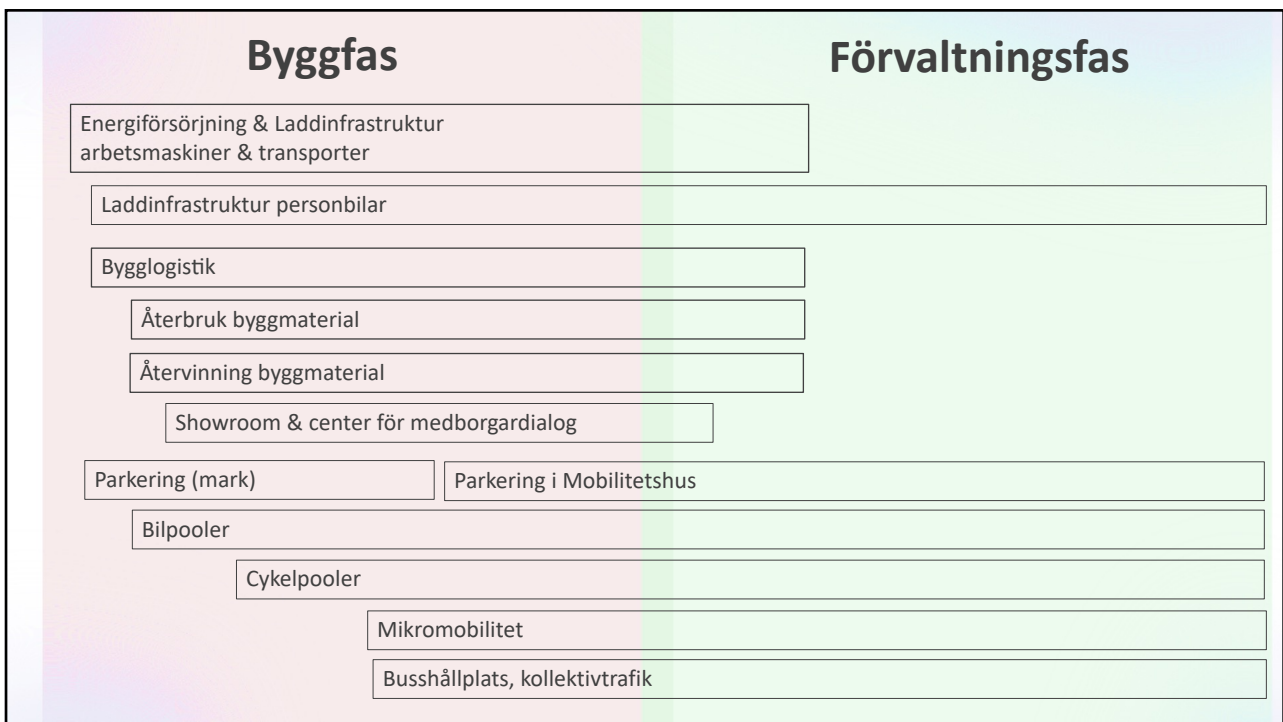 Byggfas
Förvaltningsfas
Energiförsörjning & Laddinfrastruktur
arbetsmaskiner & transporter
Laddinfrastruktur personbilar
Bygglogistik
Återbruk byggmaterial
Återvinning byggmaterial
Showroom & center för medborgardialog
Parkering (mark)
Parkering i Mobilitetshus
Bilpooler
Cykelpooler
Mikromobilitet
Busshållplats, kollektivtrafik